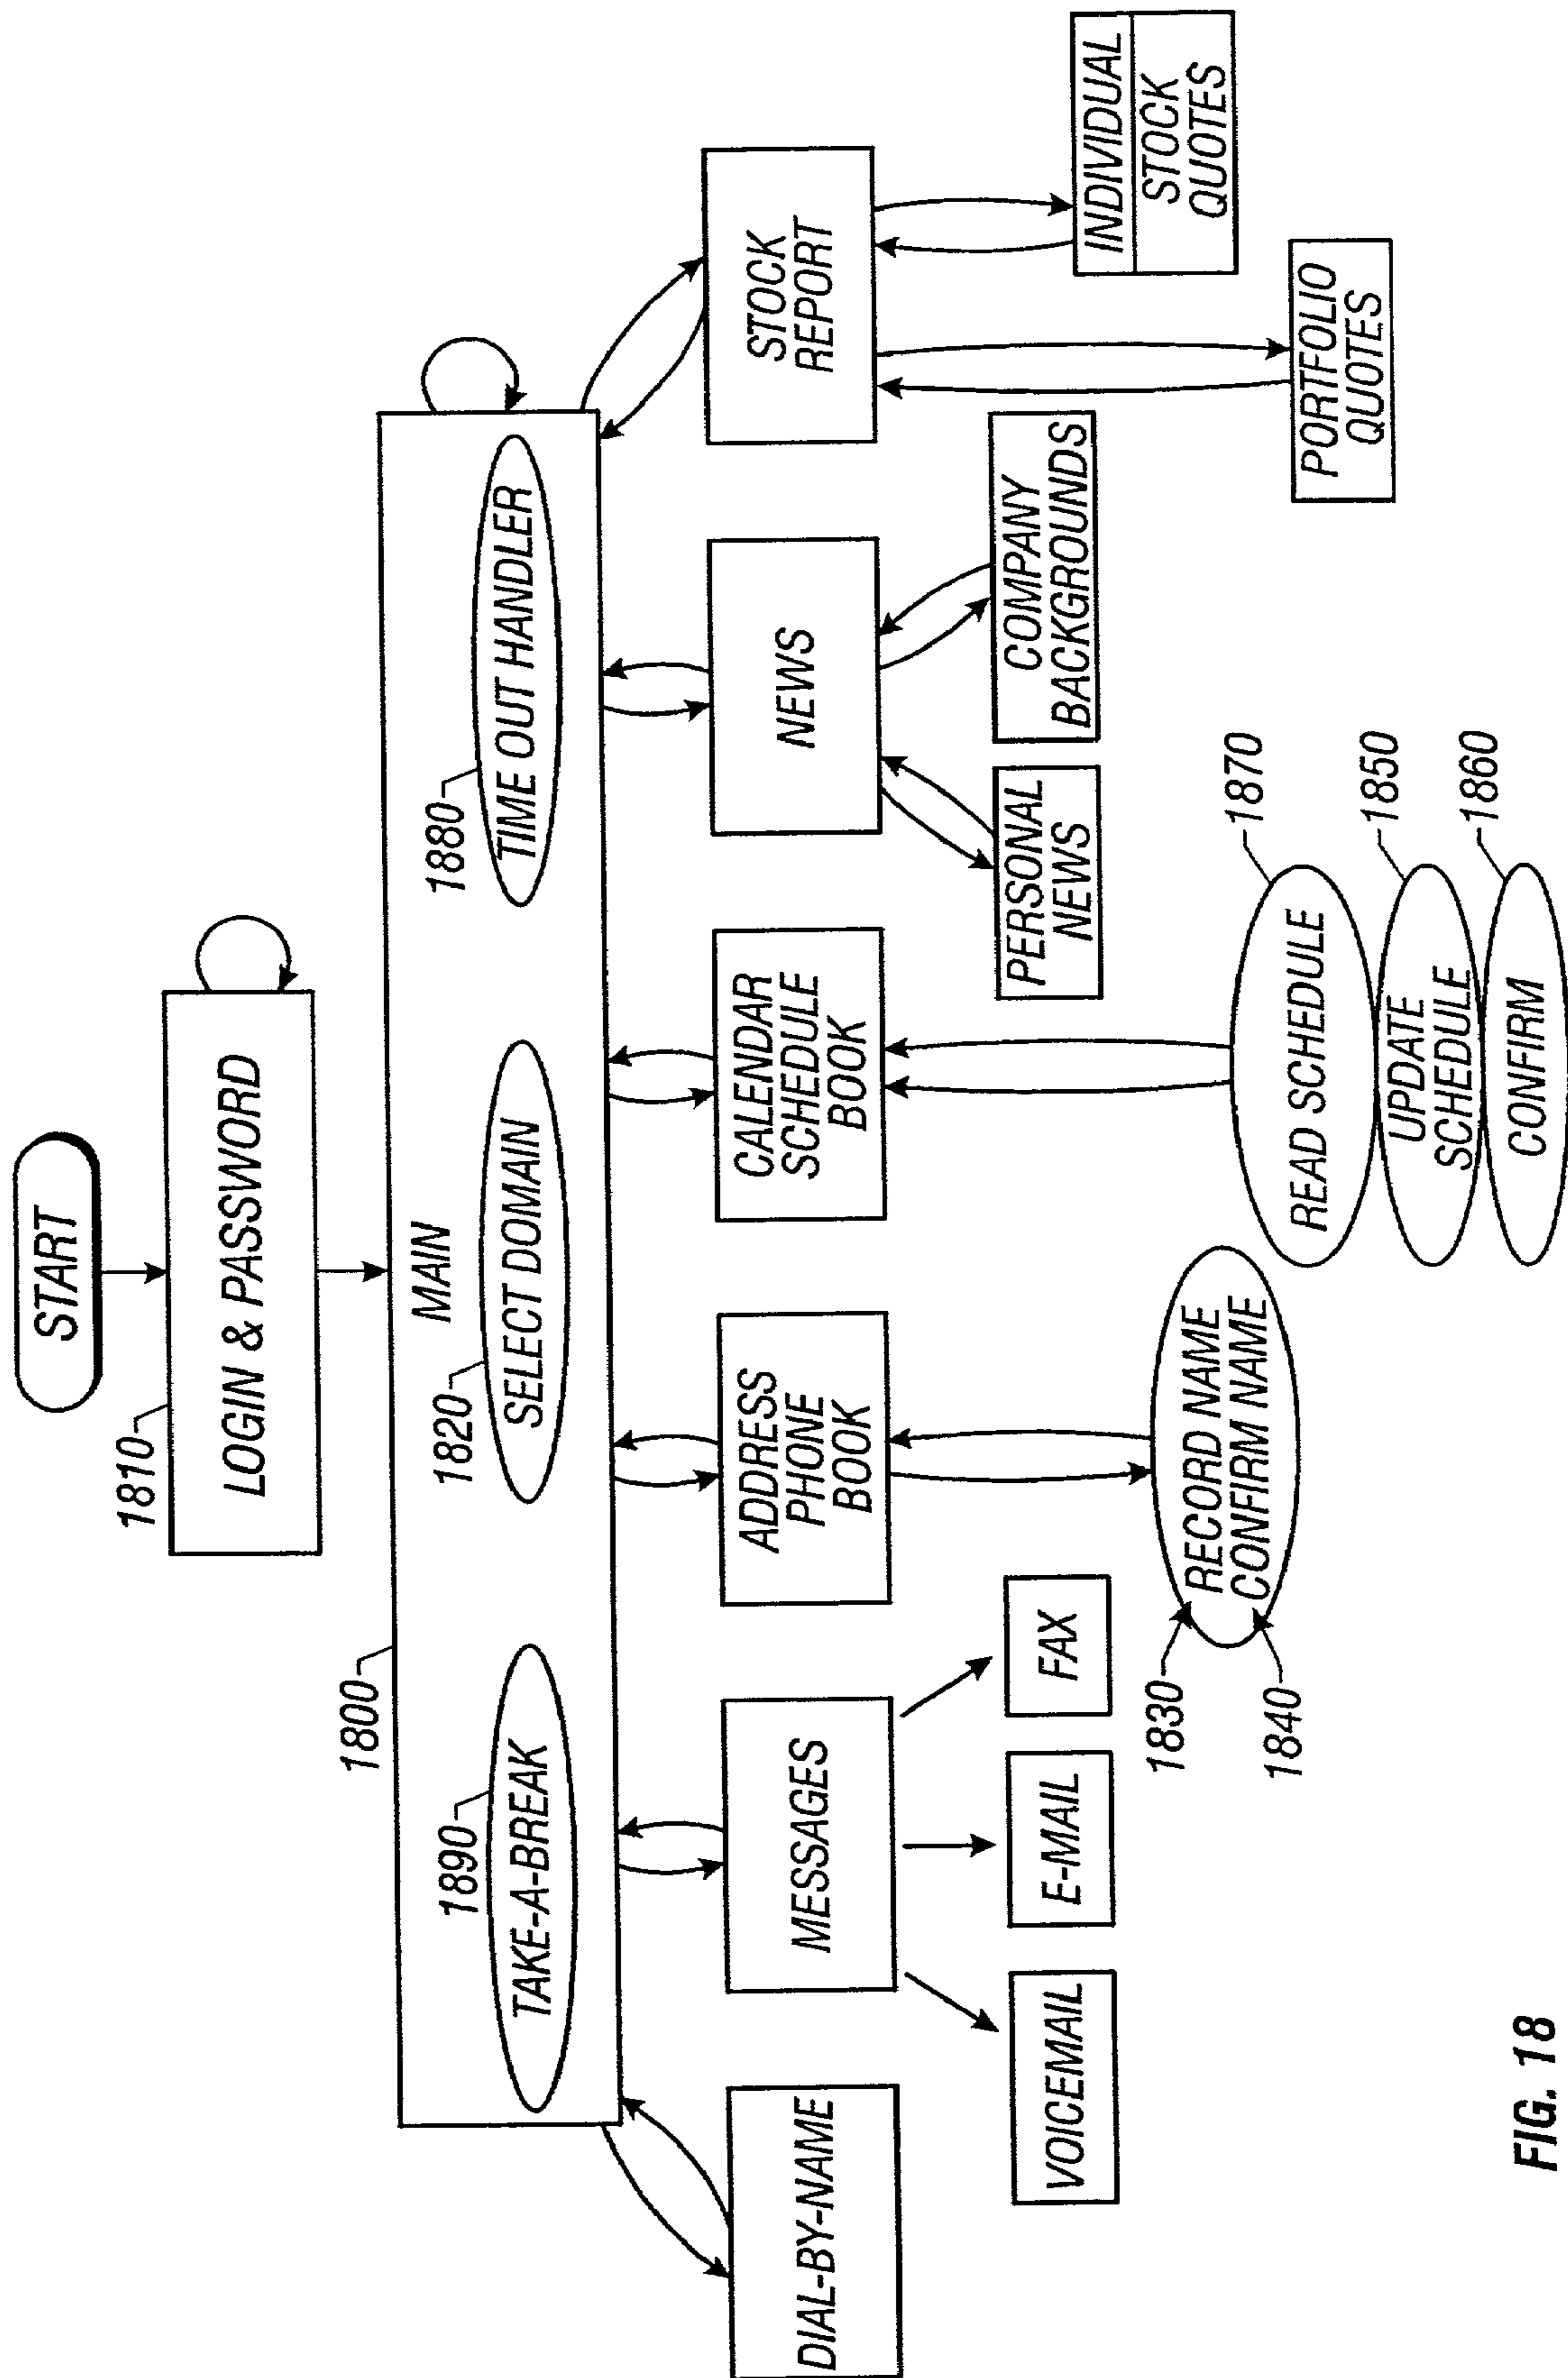 START
1810
LOGIN & PASSWORD
1800
MAIN
1890
TAKE-A-BREAK
1820
SELECT DOMAIN
1880
TIME OUT HANDLER
DIAL-BY-NAME
MESSAGES
ADDRESS
PHONE
BOOK
CALENDAR
SCHEDULE
BOOK
NEWS
STOCK
REPORT
VOICEMAIL
E-MAIL
FAX
1830
RECORD NAME
CONFIRM NAME
1840
READ SCHEDULE
1870
UPDATE
SCHEDULE
1850
CONFIRM
1860
PERSONAL
NEWS
COMPANY
BACKGROUNDS
PORTFOLIO
QUOTES
INDIVIDUAL
STOCK
QUOTES
FIG. 18